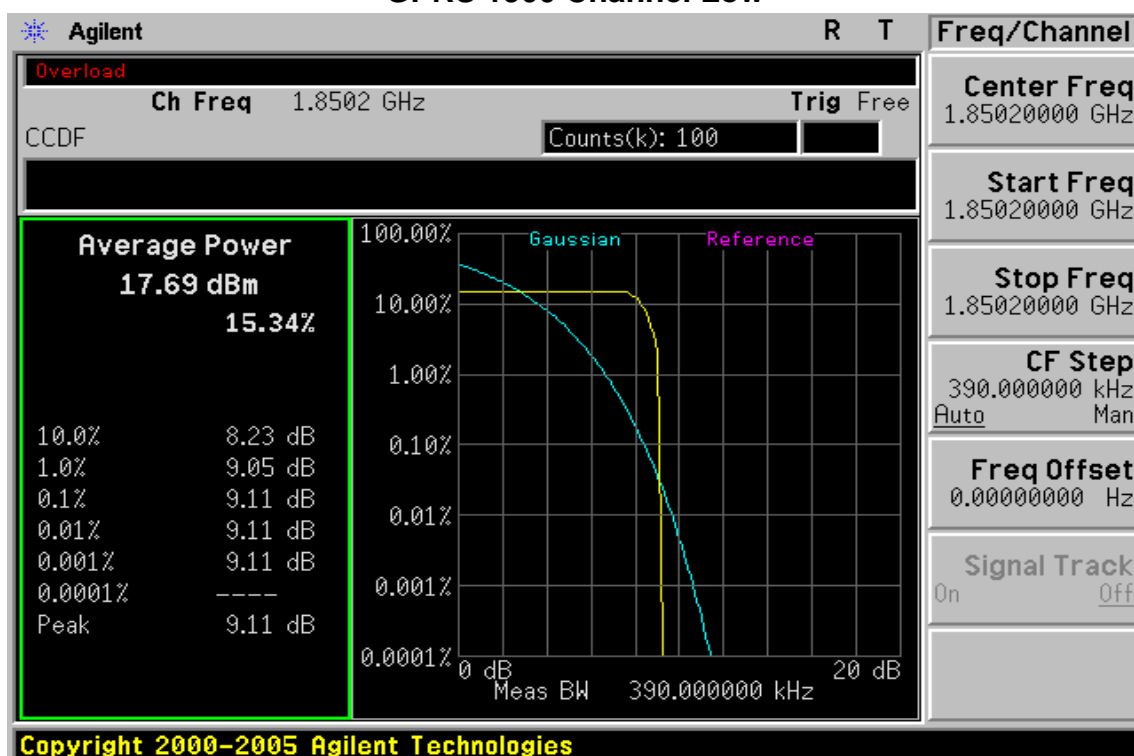 Agilent R T
Overload
Ch Freq 1.8502 GHz Trig Free
CCDF Counts(k): 100
Average Power
17.69 dBm
15.34%
10.0% 8.23 dB
1.0% 9.05 dB
0.1% 9.11 dB
0.01% 9.11 dB
0.001% 9.11 dB
0.0001% ----
Peak 9.11 dB
Gaussian Reference
100.00%
10.00%
1.00%
0.10%
0.01%
0.001%
0.0001%
0 dB 20 dB
Meas BW 390.000000 kHz
Freq/Channel
Center Freq
1.85020000 GHz
Start Freq
1.85020000 GHz
Stop Freq
1.85020000 GHz
CF Step
390.000000 kHz
Auto Man
Freq Offset
0.00000000 Hz
Signal Track
On Off
Copyright 2000-2005 Agilent Technologies